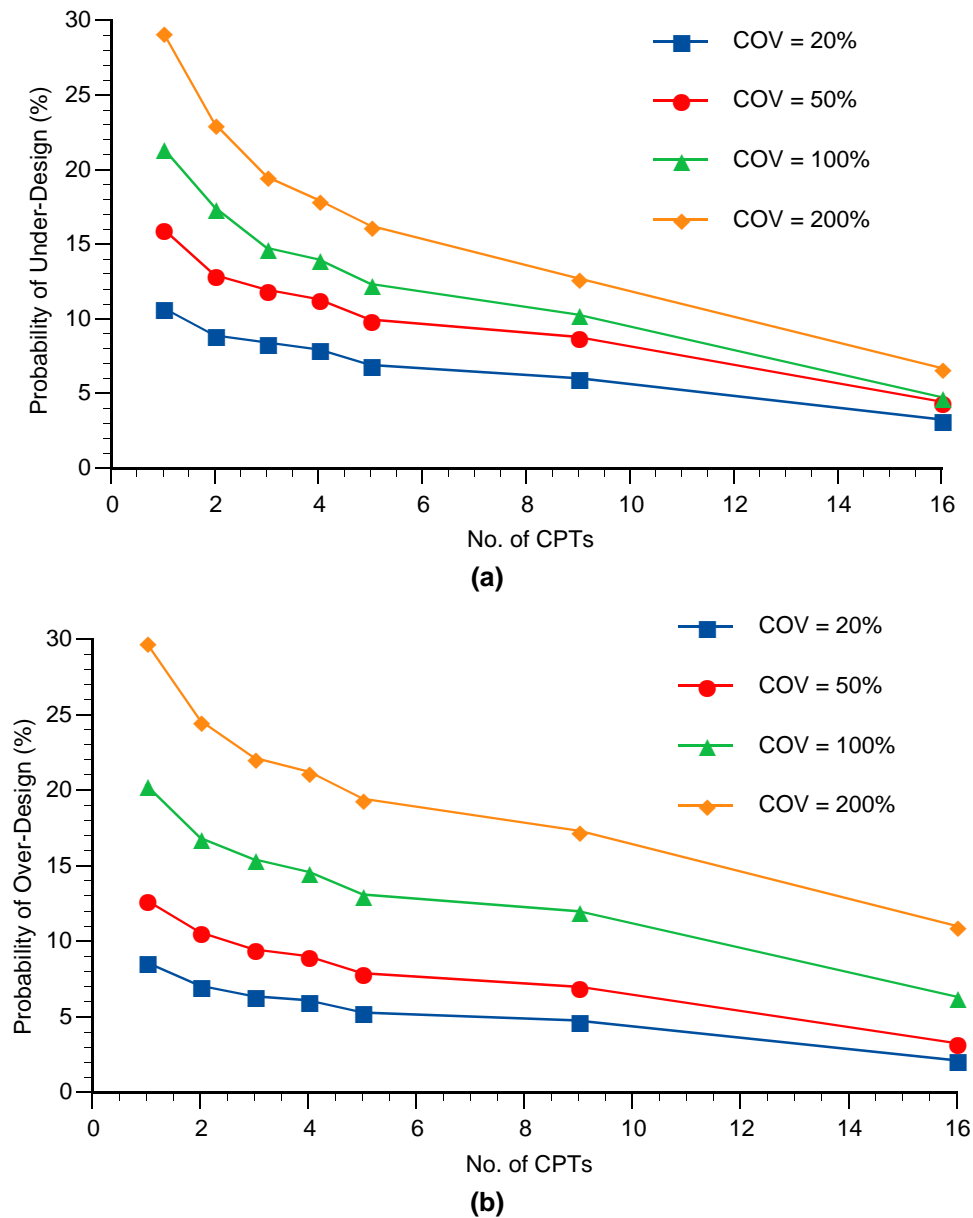 30
25
20
15
10
5
0
Probability of Under-Design (%)
COV = 20%
COV = 50%
COV = 100%
COV = 200%
0 2 4 6 8 10 12 14 16
No. of CPTs
(a)
30
25
20
15
10
5
0
Probability of Over-Design (%)
COV = 20%
COV = 50%
COV = 100%
COV = 200%
0 2 4 6 8 10 12 14 16
No. of CPTs
(b)